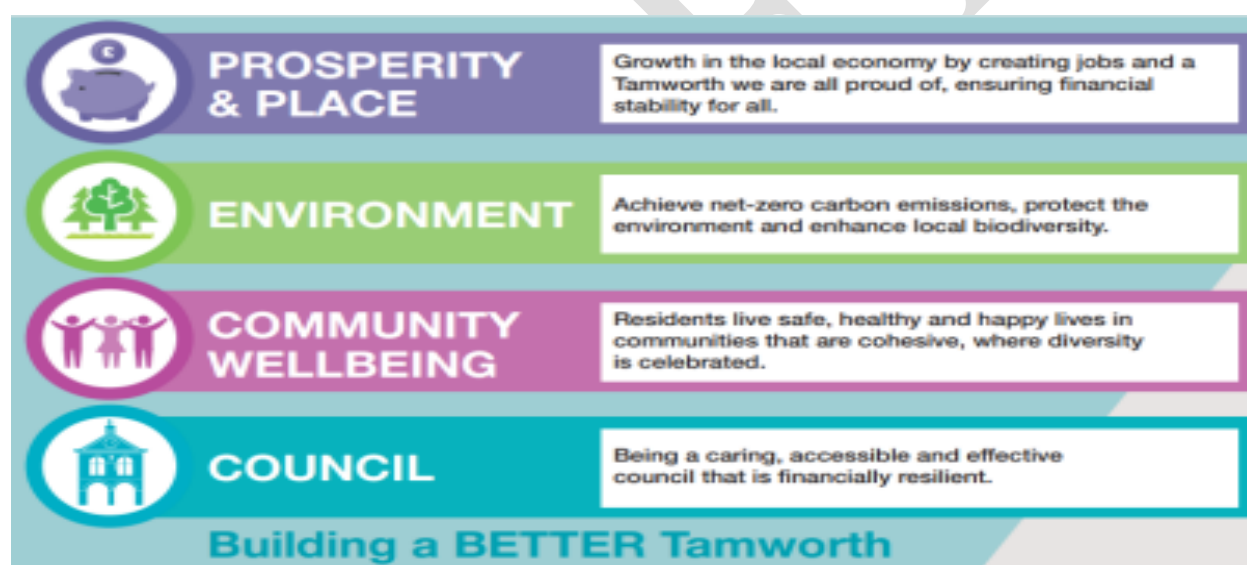 PROSPERITY
& PLACE
Growth in the local economy by creating jobs and a
Tamworth we are all proud of, ensuring financial
stability for all.
ENVIRONMENT
Achieve net-zero carbon emissions, protect the
environment and enhance local biodiversity.
COMMUNITY
WELLBEING
Residents live safe, healthy and happy lives in
communities that are cohesive, where diversity
is celebrated.
COUNCIL
Being a caring, accessible and effective
council that is financially resilient.
Building a BETTER Tamworth